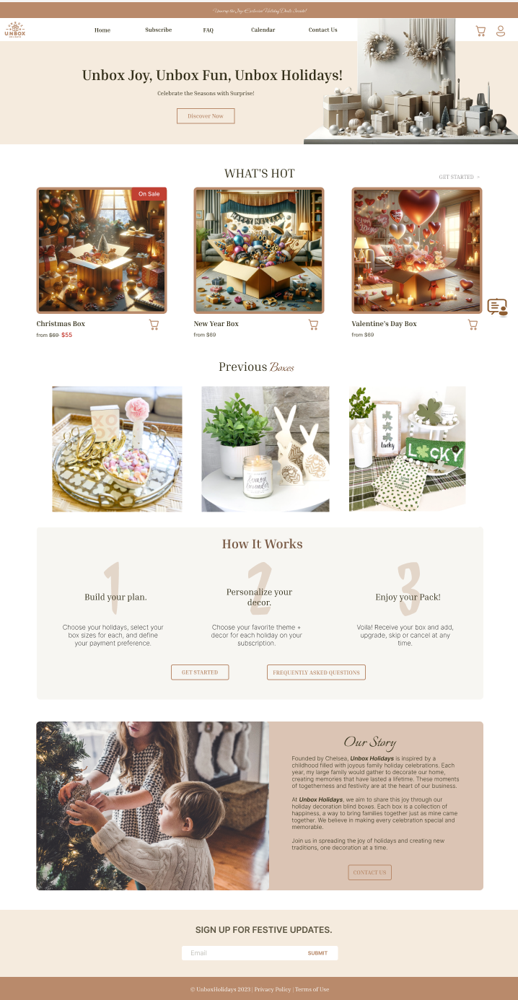 Unwrap the Joy: Exclusive Holiday Deals Inside!
UNBOX
HOLIDAYS
Home
Subscribe
FAQ
Calendar
Contact Us
Unbox Joy, Unbox Fun, Unbox Holidays!
Celebrate the Seasons with Surprise!
Discover Now
WHAT'S HOT
GET STARTED >
On Sale
HAPPY NEW YEAR
Christmas Box
from $69 $55
New Year Box
from $69
Valentine's Day Box
from $69
Previous Boxes
XO
OX
love
lemon
lavender
lucky
LUCKY
How It Works
1
Build your plan.
Choose your holidays, select your
box sizes for each, and define
your payment preference.
2
Personalize your
decor.
Choose your favorite theme +
decor for each holiday on your
subscription.
3
Enjoy your Pack!
Voila! Receive your box and add,
upgrade, skip or cancel at any
time.
GET STARTED
FREQUENTLY ASKED QUESTIONS
Our Story
Founded by Chelsea, Unbox Holidays is inspired by a
childhood filled with joyous family holiday celebrations. Each
year, my large family would gather to decorate our home,
creating memories that have lasted a lifetime. These moments
of togetherness and festivity are at the heart of our business.
At Unbox Holidays, we aim to share this joy through our
holiday decoration blind boxes. Each box is a collection of
happiness, a way to bring families together just as mine came
together. We believe in making every celebration special and
memorable.
Join us in spreading the joy of holidays and creating new
traditions, one decoration at a time.
CONTACT US
SIGN UP FOR FESTIVE UPDATES.
Email
SUBMIT
© UnboxHolidays 2023 | Privacy Policy | Terms of Use